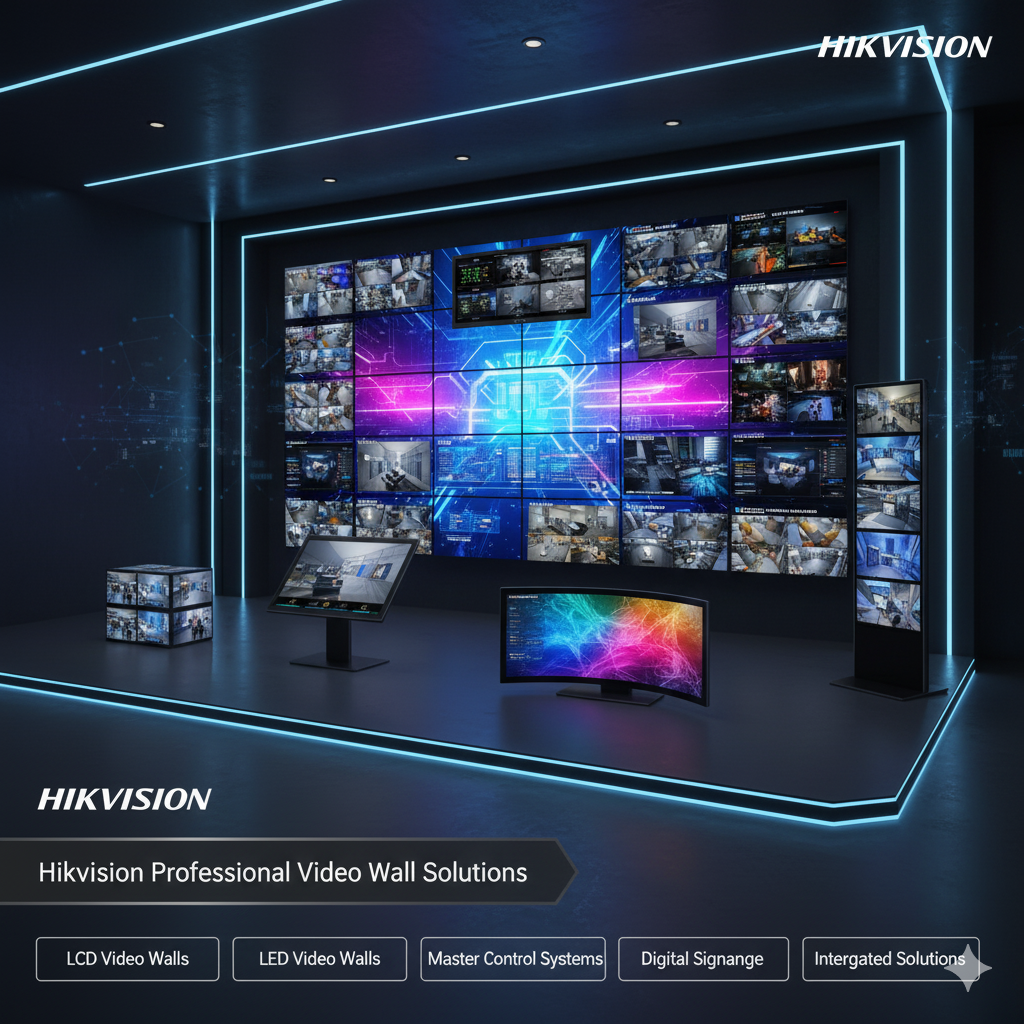 HIKVISION
HIKVISION
Hikvision Professional Video Wall Solutions
LCD Video Walls
LED Video Walls
Master Control Systems
Digital Signange
Intergated Solutions